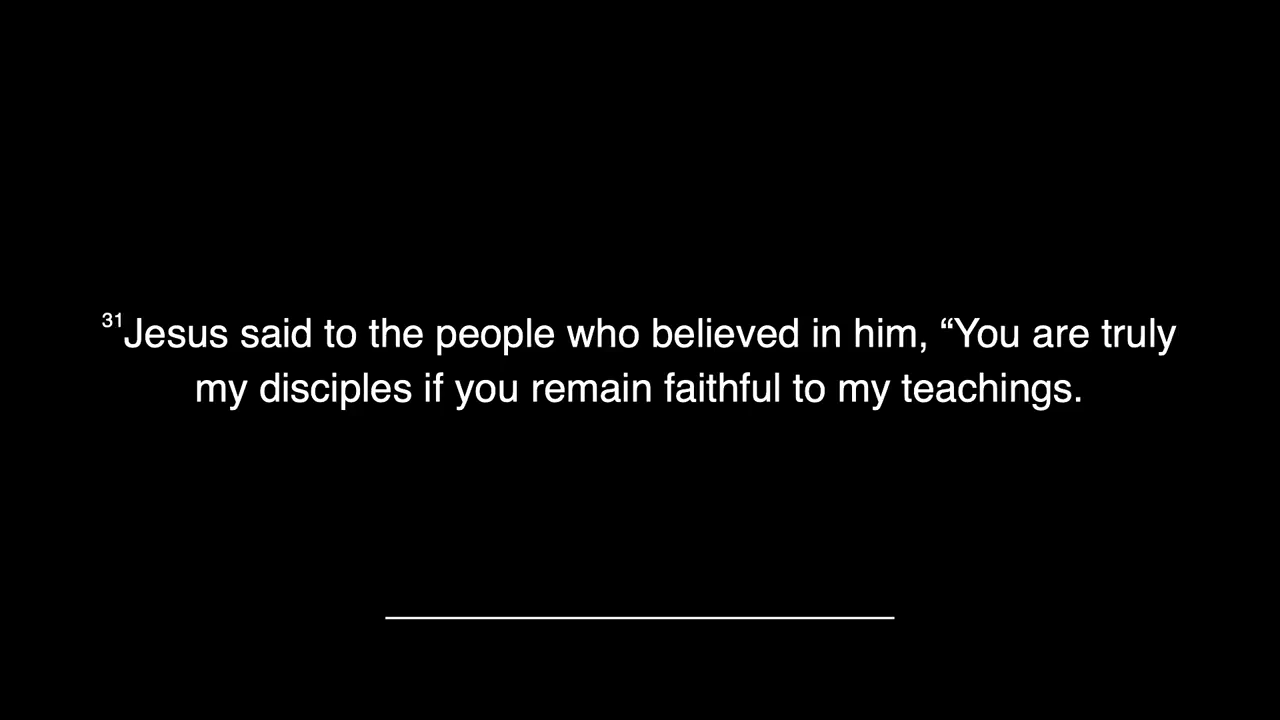 ³¹Jesus said to the people who believed in him, “You are truly
my disciples if you remain faithful to my teachings.